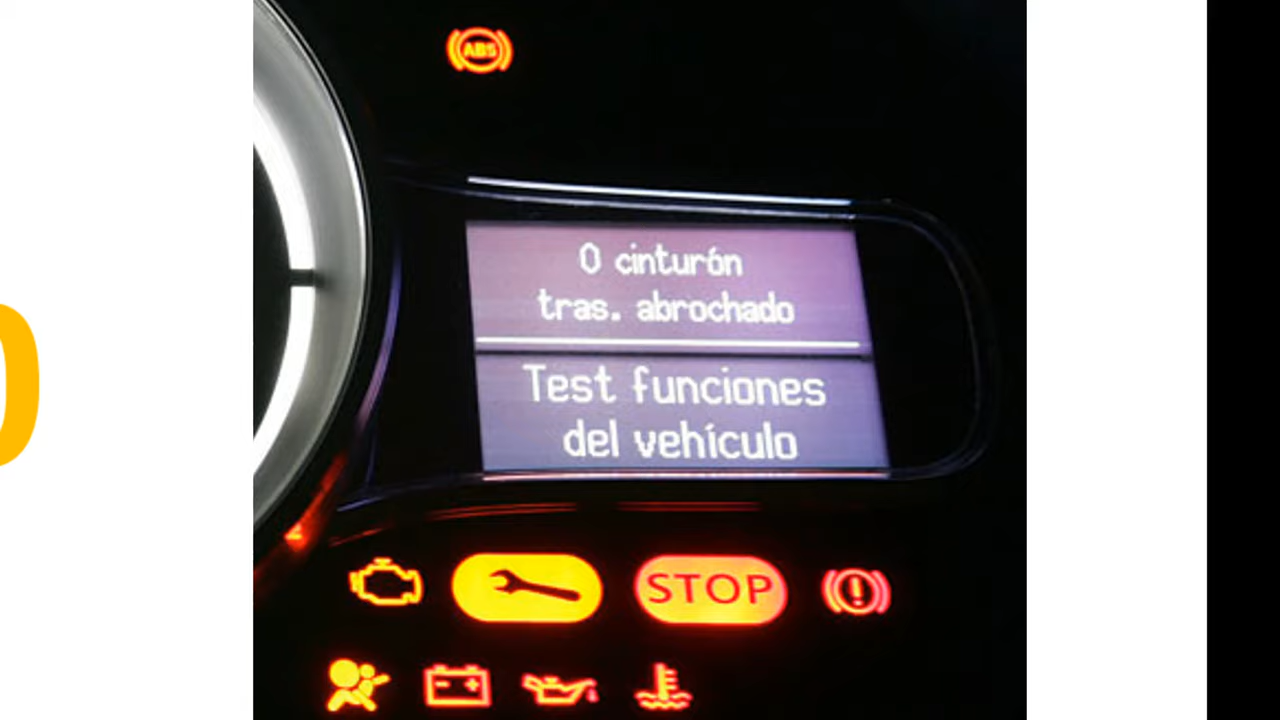 ABS
0 cinturón
tras. abrochado
Test funciones
del vehículo
STOP